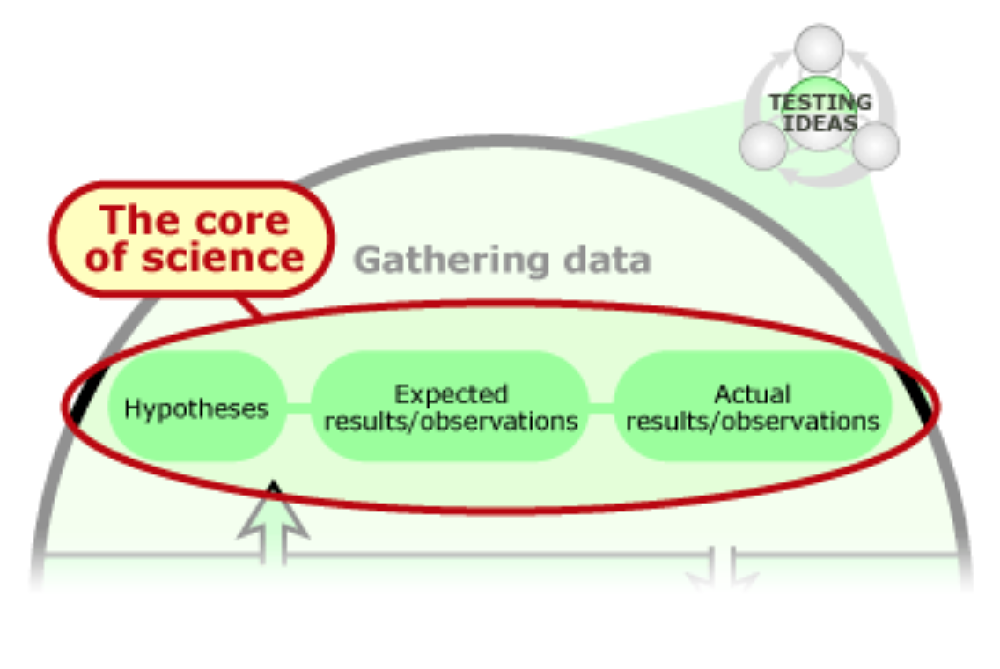 TESTING
IDEAS
The core
of science
Gathering data
Hypotheses
Expected
results/observations
Actual
results/observations